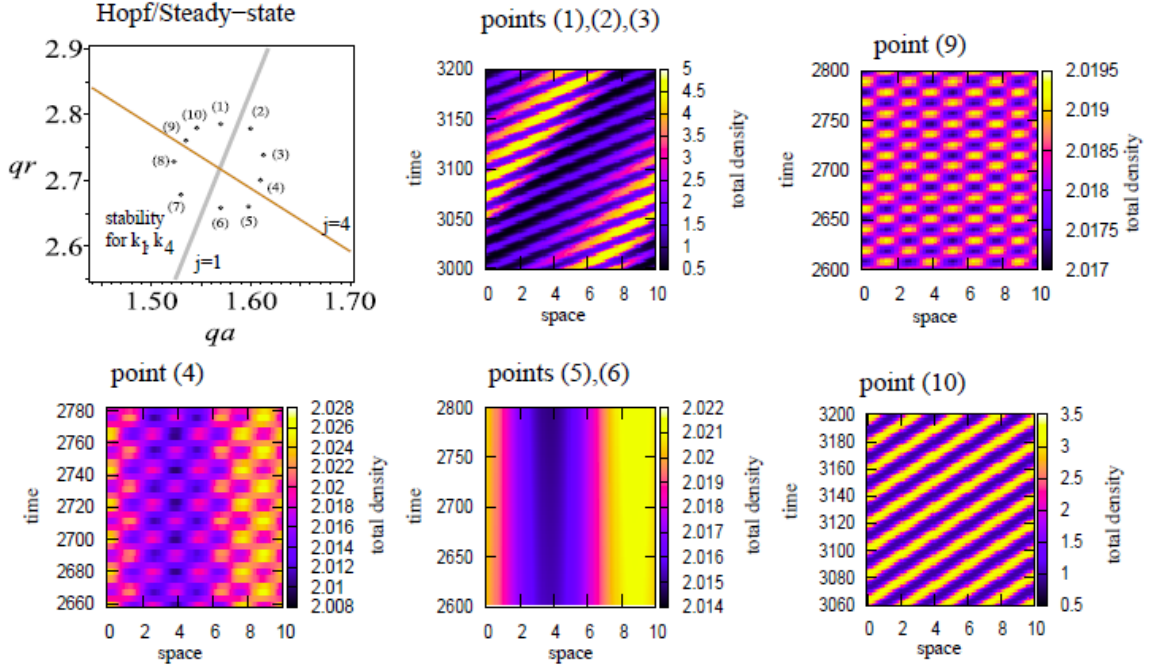 Hopf/Steady-state
2.9
2.8
2.7
2.6
qr
(1)
(2)
(10)
(9)
(3)
(8)
(4)
(7)
(6)
(5)
stability
for k1, k4
j=4
j=1
1.50
1.60
1.70
qa
points (1),(2),(3)
3200
3150
3100
3050
3000
time
0 2 4 6 8 10
space
5
4.5
4
3.5
3
2.5
2
1.5
1
0.5
total density
point (9)
2800
2750
2700
2650
2600
time
0 2 4 6 8 10
space
2.0195
2.019
2.0185
2.018
2.0175
2.017
total density
point (4)
2780
2760
2740
2720
2700
2680
2660
time
0 2 4 6 8 10
space
2.028
2.026
2.024
2.022
2.02
2.018
2.016
2.014
2.012
2.01
2.008
total density
points (5),(6)
2800
2750
2700
2650
2600
time
0 2 4 6 8 10
space
2.022
2.021
2.02
2.019
2.018
2.017
2.016
2.015
2.014
total density
point (10)
3200
3180
3160
3140
3120
3100
3080
3060
time
0 2 4 6 8 10
space
3.5
3
2.5
2
1.5
1
0.5
total density